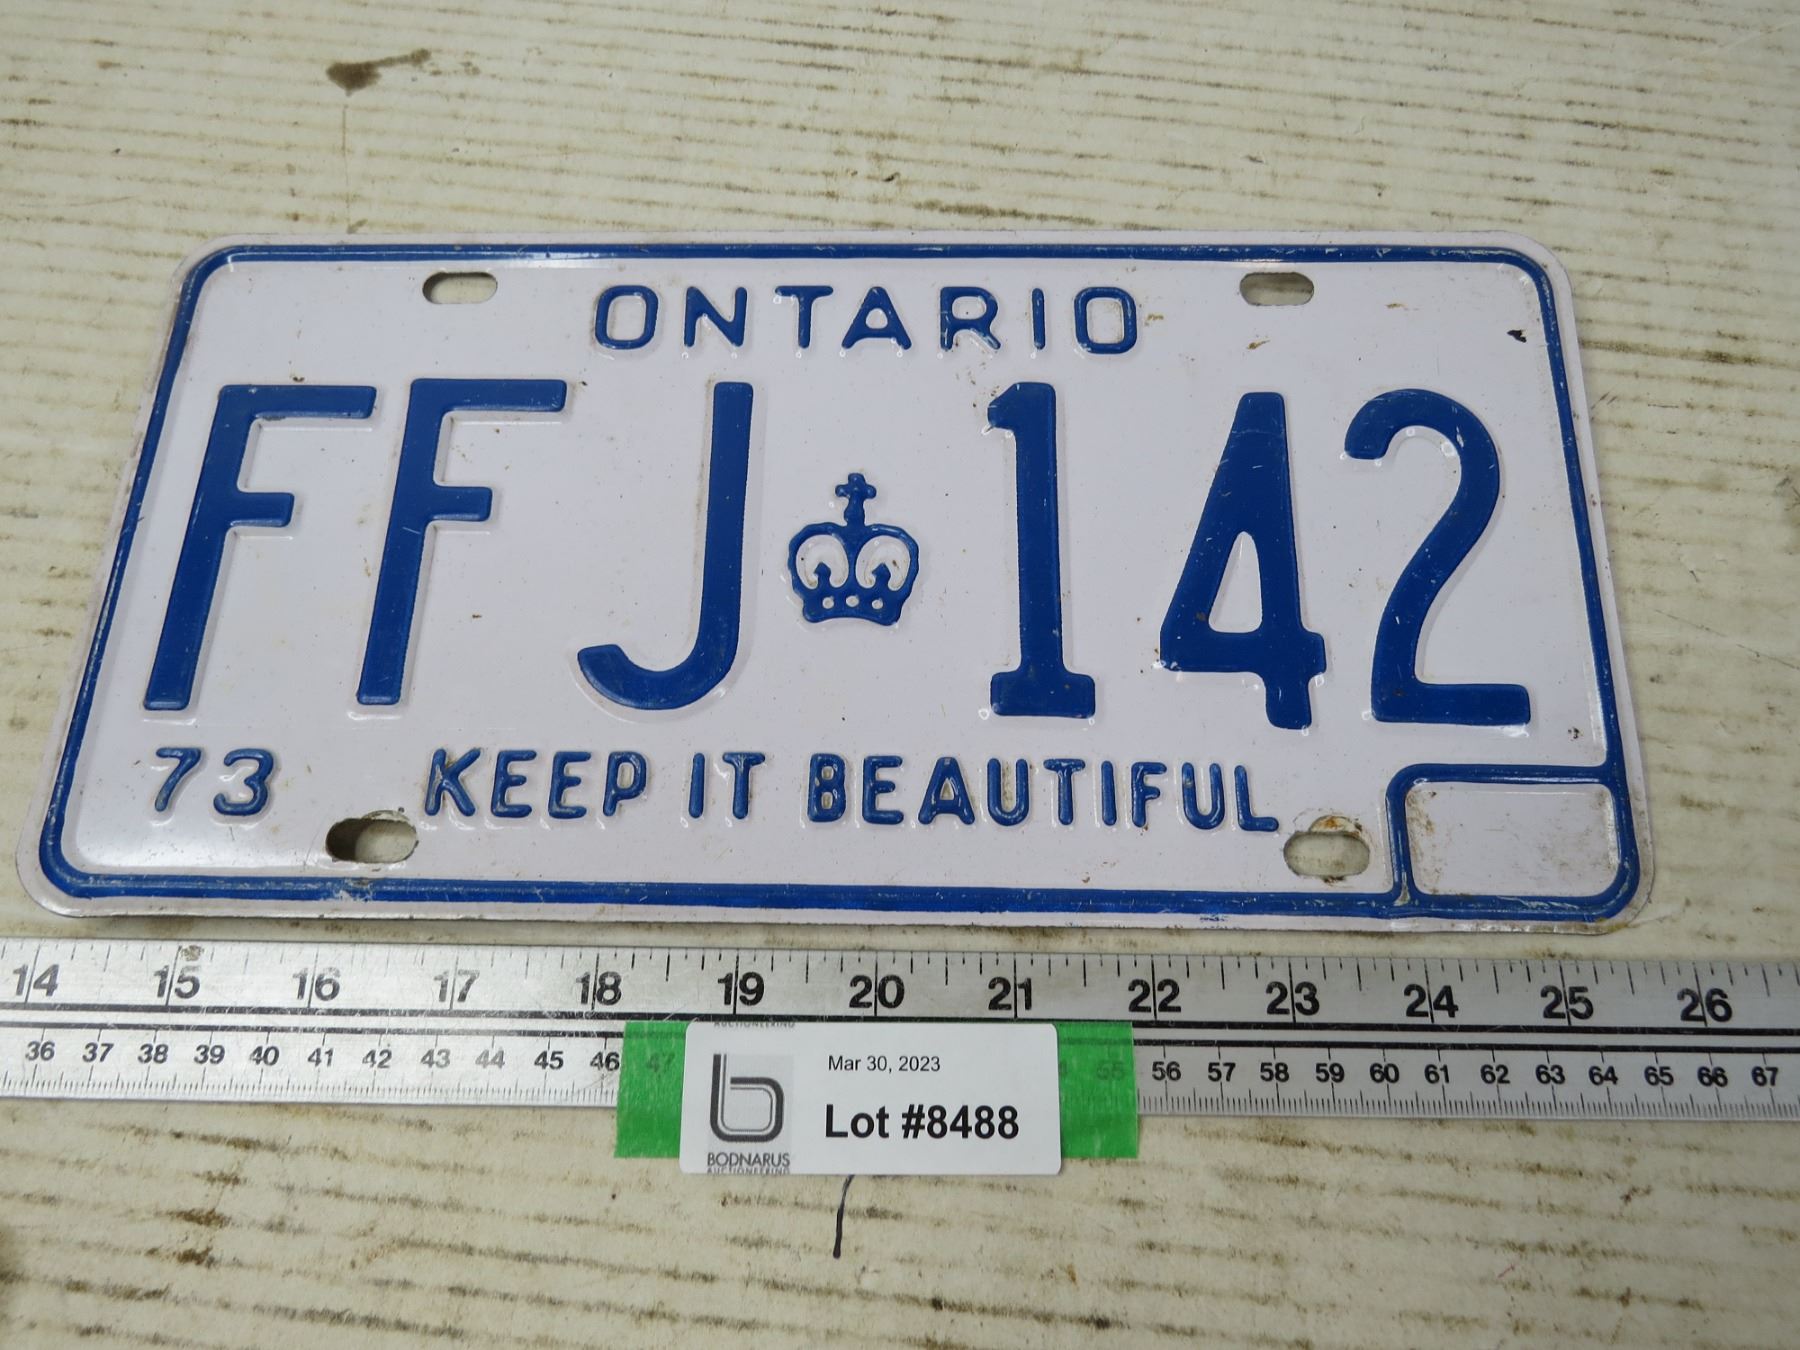 ONTARIO
FFJ 142
73 KEEP IT BEAUTIFUL
14 15 16 17 18 19 20 21 22 23 24 25 26
36 37 38 39 40 41 42 43 44 45 46 47 55 56 57 58 59 60 61 62 63 64 65 66 67
AUCTIONEERING
Mar 30, 2023
Lot #8488
BODNARUS
AUCTIONEERING